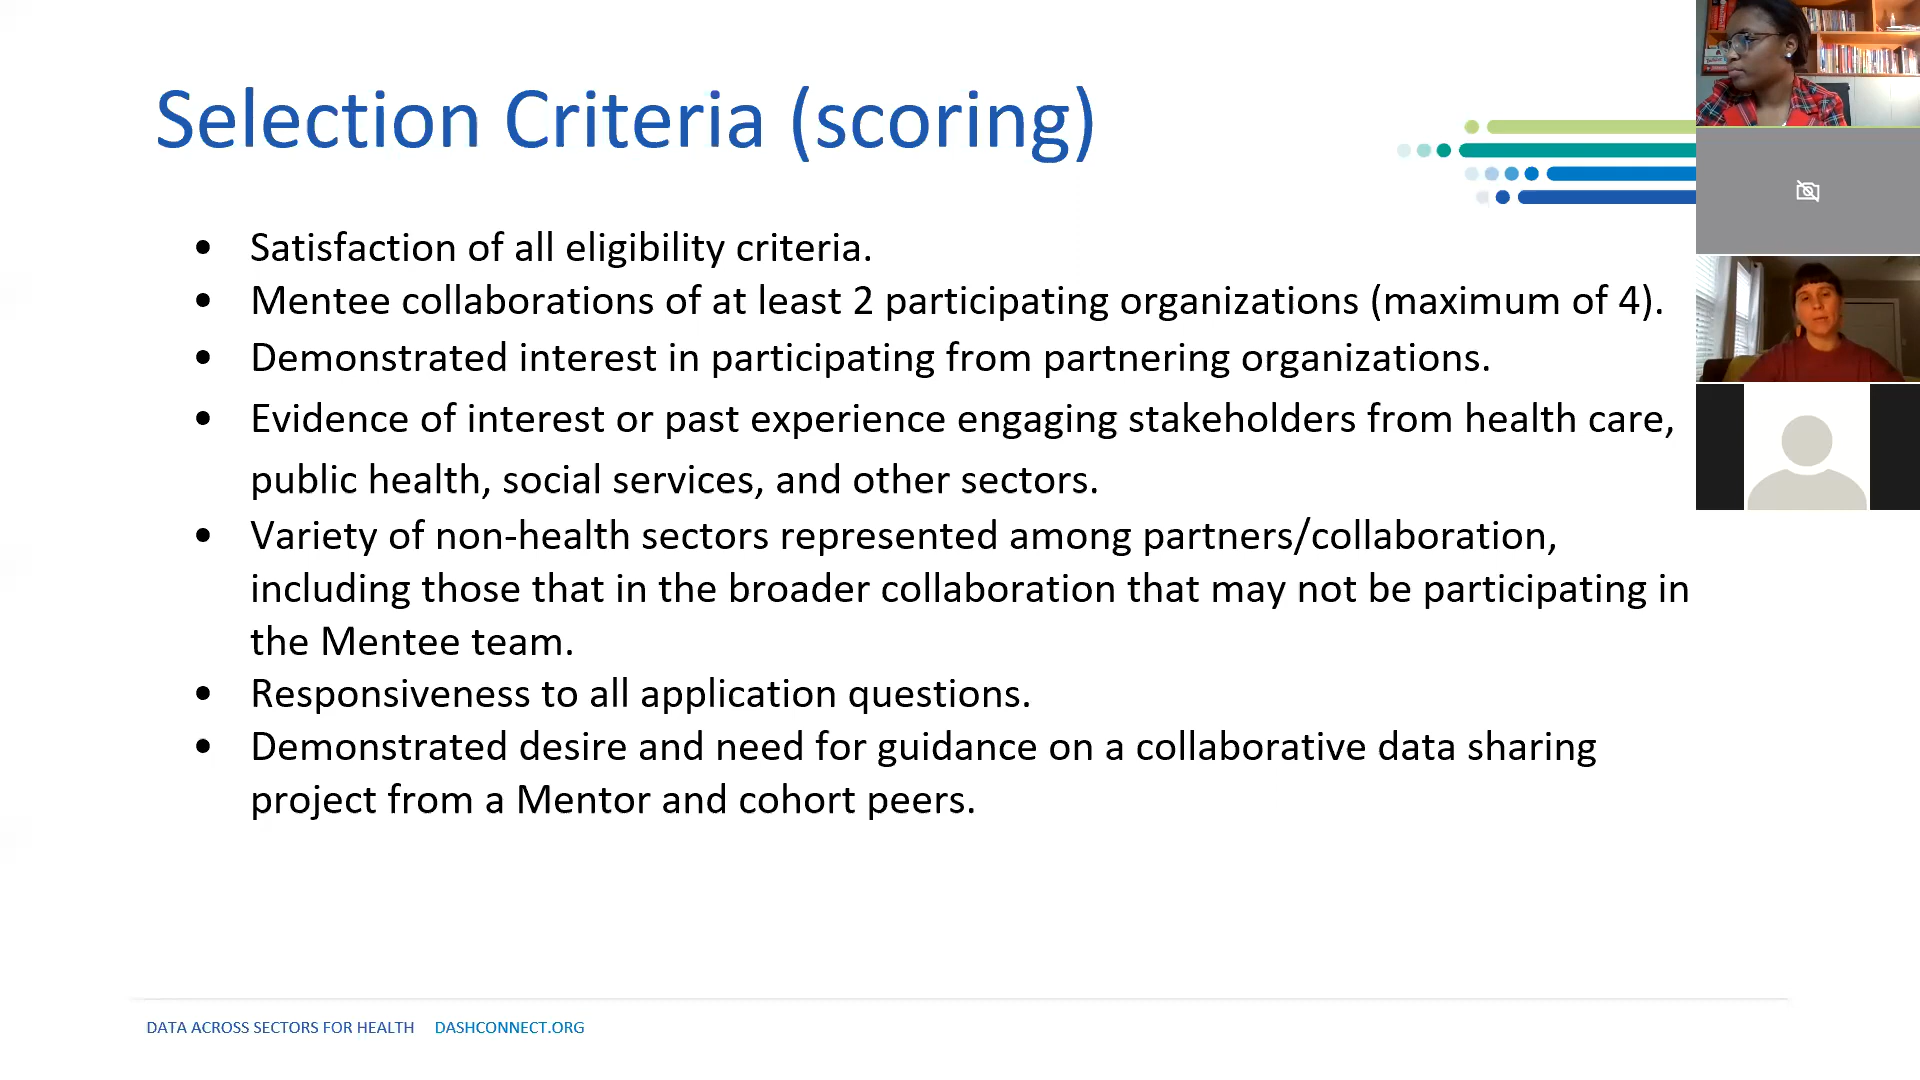 Selection Criteria (scoring)
• Satisfaction of all eligibility criteria.
• Mentee collaborations of at least 2 participating organizations (maximum of 4).
• Demonstrated interest in participating from partnering organizations.
• Evidence of interest or past experience engaging stakeholders from health care,
public health, social services, and other sectors.
• Variety of non-health sectors represented among partners/collaboration,
including those that in the broader collaboration that may not be participating in
the Mentee team.
• Responsiveness to all application questions.
• Demonstrated desire and need for guidance on a collaborative data sharing
project from a Mentor and cohort peers.
DATA ACROSS SECTORS FOR HEALTH DASHCONNECT.ORG